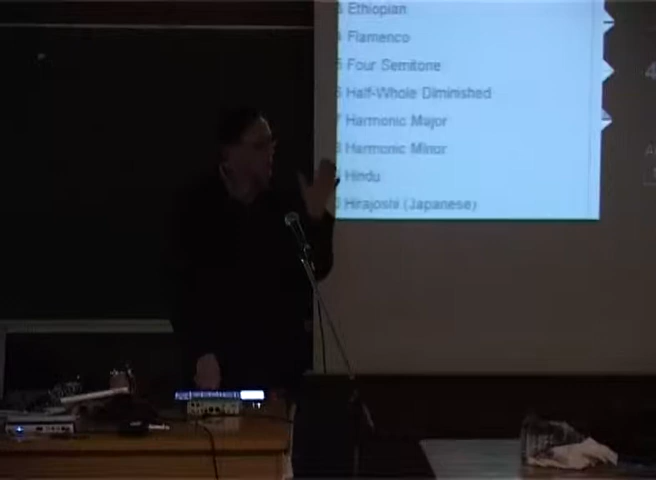 Ethiopian
Flamenco
Four Semitone
Half-Whole Diminished
Harmonic Major
Harmonic Minor
Hindu
Hirajoshi (Japanese)